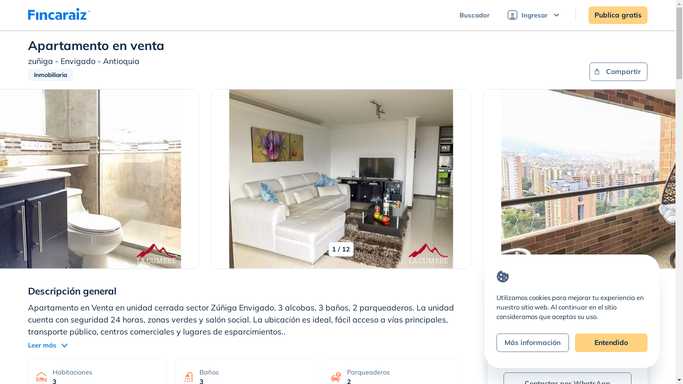 Fincaraiz
Buscador
Ingresar
Publica gratis
Apartamento en venta
zuñiga - Envigado - Antioquia
Inmobiliaria
Compartir
LA CUMBRE
1 / 12
LA CUMBRE
Descripción general
Apartamento en Venta en unidad cerrado sector Zúñiga Envigado, 3 alcobas, 3 baños, 2 parqueaderos. La unidad
cuenta con seguridad 24 horas, zonas verdes y salón social. La ubicación es ideal, fácil acceso a vías principales,
transporte público, centros comerciales y lugares de esparcimientos..
Leer más
Habitaciones
3
Baños
3
Parqueaderos
2
Utilizamos cookies para mejorar tu experiencia en
nuestro sitio web. Al continuar en el sitio
consideramos que aceptas su uso.
Más información
Entendido
Contactar por WhatsApp